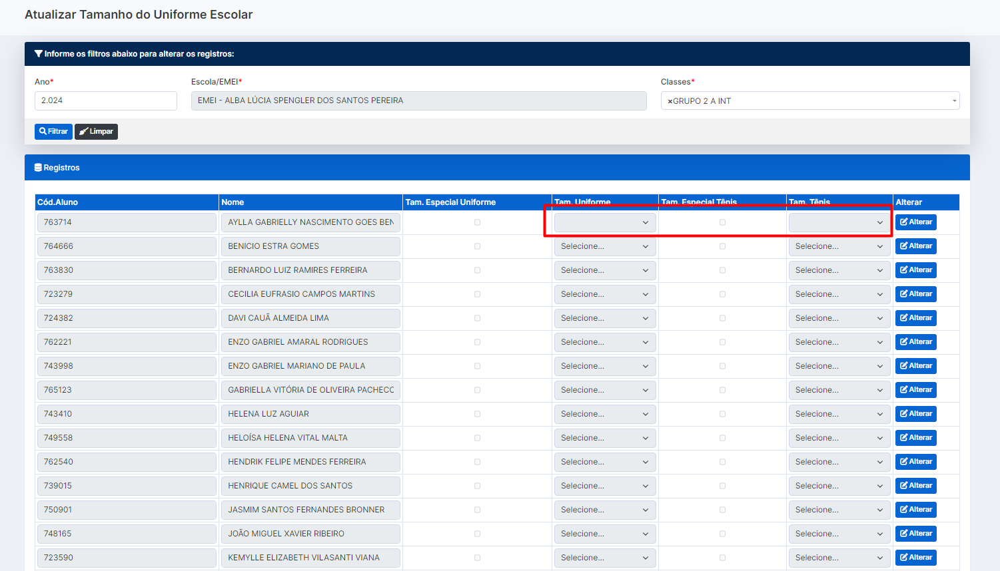 Atualizar Tamanho do Uniforme Escolar
Informe os filtros abaixo para alterar os registros:
Ano* Escola/EMEI* Classes*
2.024 EMEI - ALBA LÚCIA SPENGLER DOS SANTOS PEREIRA ×GRUPO 2 A INT
Filtrar Limpar
Registros
Cód.Aluno Nome Tam. Especial Uniforme Tam. Uniforme Tam. Especial Tênis Tam. Tênis Alterar
763714 AYLLA GABRIELLY NASCIMENTO GOES BEN Alterar
764666 BENICIO ESTRA GOMES Selecione... Selecione... Alterar
763830 BERNARDO LUIZ RAMIRES FERREIRA Selecione... Selecione... Alterar
723279 CECILIA EUFRASIO CAMPOS MARTINS Selecione... Selecione... Alterar
724382 DAVI CAUÃ ALMEIDA LIMA Selecione... Selecione... Alterar
762221 ENZO GABRIEL AMARAL RODRIGUES Selecione... Selecione... Alterar
743998 ENZO GABRIEL MARIANO DE PAULA Selecione... Selecione... Alterar
765123 GABRIELLA VITÓRIA DE OLIVEIRA PACHECO Selecione... Selecione... Alterar
743410 HELENA LUZ AGUIAR Selecione... Selecione... Alterar
749558 HELOÍSA HELENA VITAL MALTA Selecione... Selecione... Alterar
762540 HENDRIK FELIPE MENDES FERREIRA Selecione... Selecione... Alterar
739015 HENRIQUE CAMEL DOS SANTOS Selecione... Selecione... Alterar
750901 JASMIM SANTOS FERNANDES BRONNER Selecione... Selecione... Alterar
748165 JOÃO MIGUEL XAVIER RIBEIRO Selecione... Selecione... Alterar
723590 KEMYLLE ELIZABETH VILASANTI VIANA Selecione... Selecione... Alterar